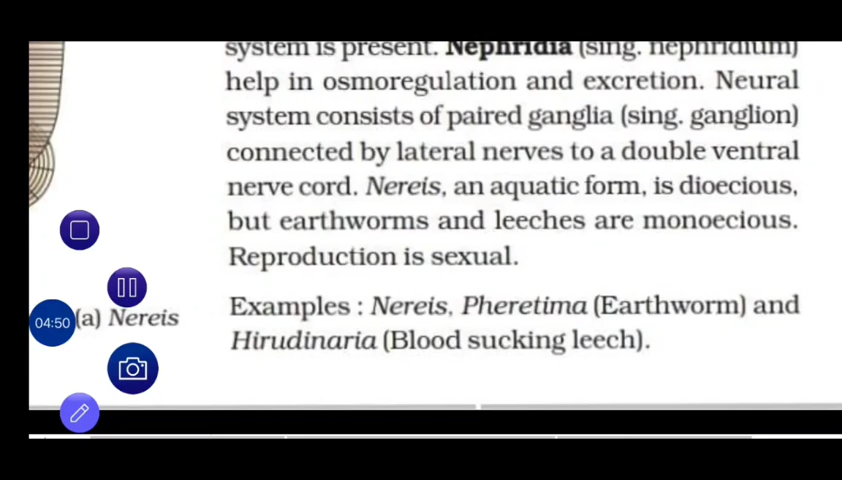 system is present. Nephridia (sing. nephridium)
help in osmoregulation and excretion. Neural
system consists of paired ganglia (sing. ganglion)
connected by lateral nerves to a double ventral
nerve cord. Nereis, an aquatic form, is dioecious,
but earthworms and leeches are monoecious.
Reproduction is sexual.
Examples : Nereis, Pheretima (Earthworm) and
Hirudinaria (Blood sucking leech).
04:50
(a) Nereis